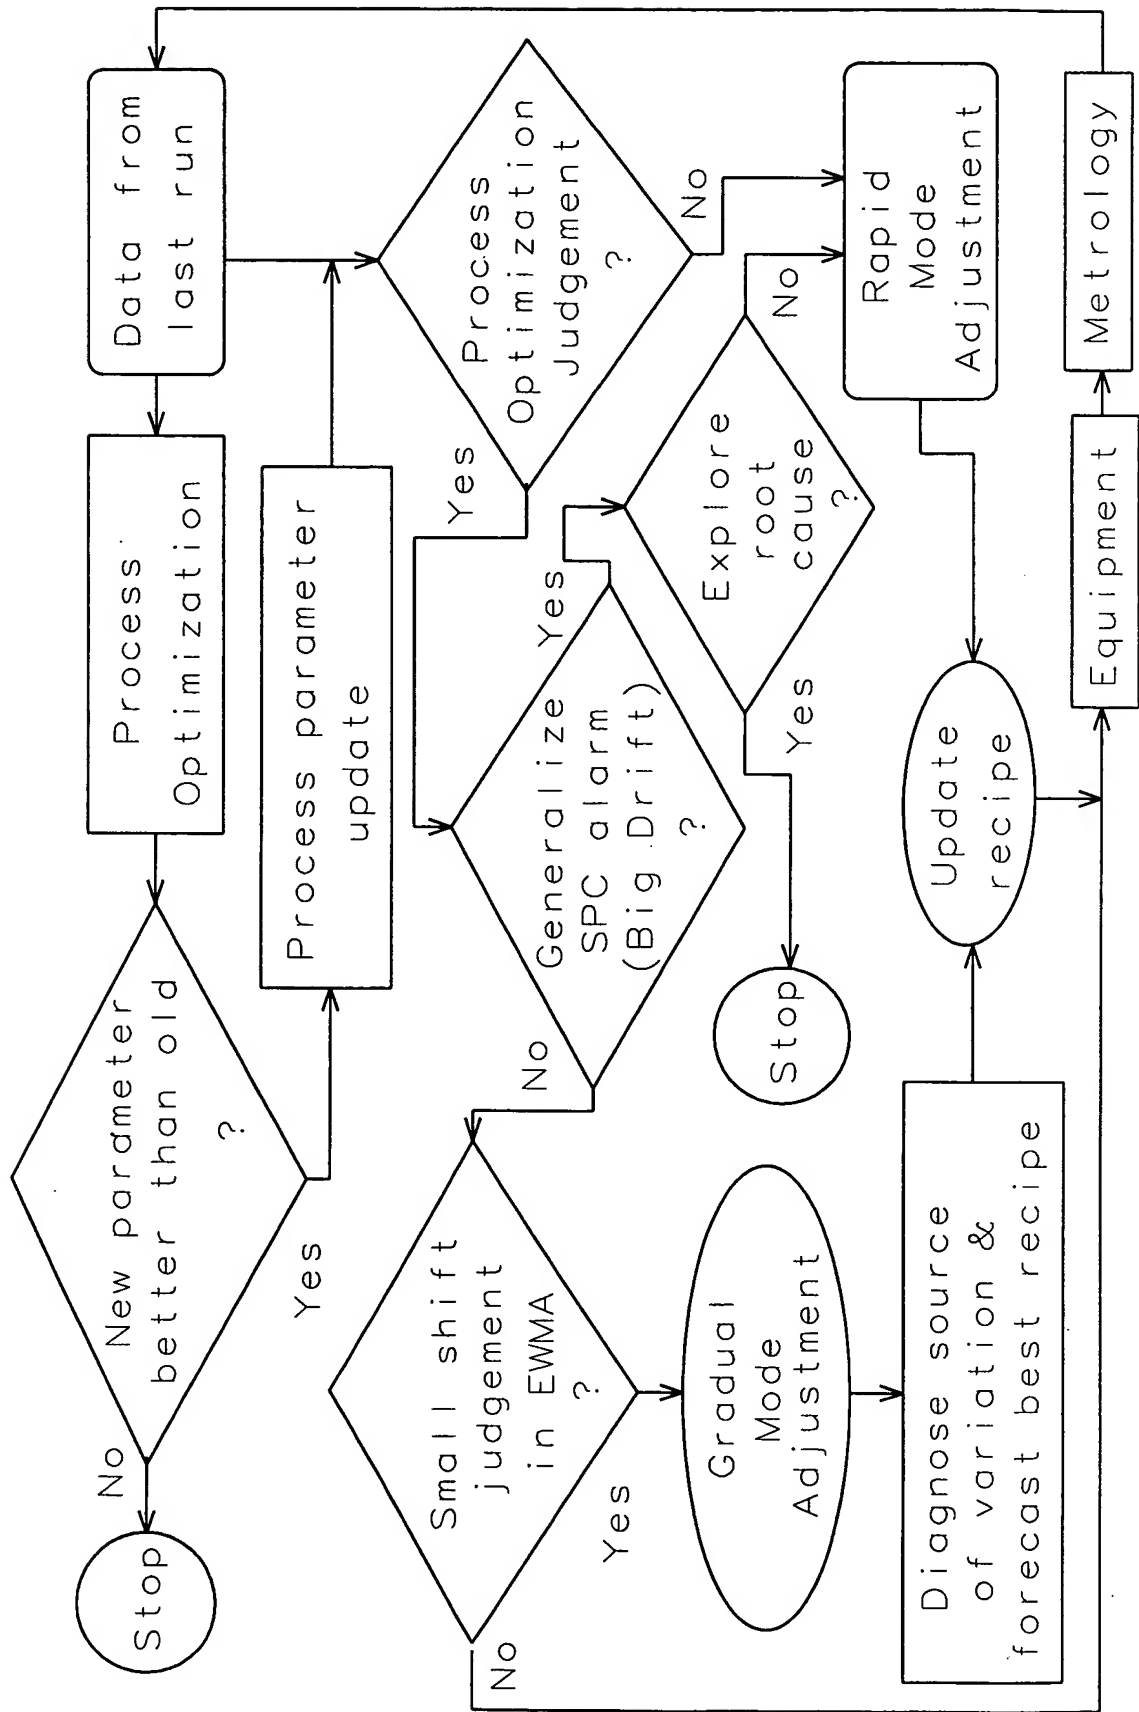 Data from
last run
Process
Optimization
New parameter
better than old
?
No
Stop
Yes
Process parameter
update
Process
Optimization
Judgement
?
No
Yes
Generalize
SPC alarm
(Big Drift)
?
Yes
No
Explore
root
cause
?
No
Yes
Stop
Rapid
Mode
Adjustment
Small shift
judgement
in EWMA
?
No
Yes
Gradual
Mode
Adjustment
Diagnose source
of variation &
forecast best recipe
Update
recipe
Equipment
Metrology